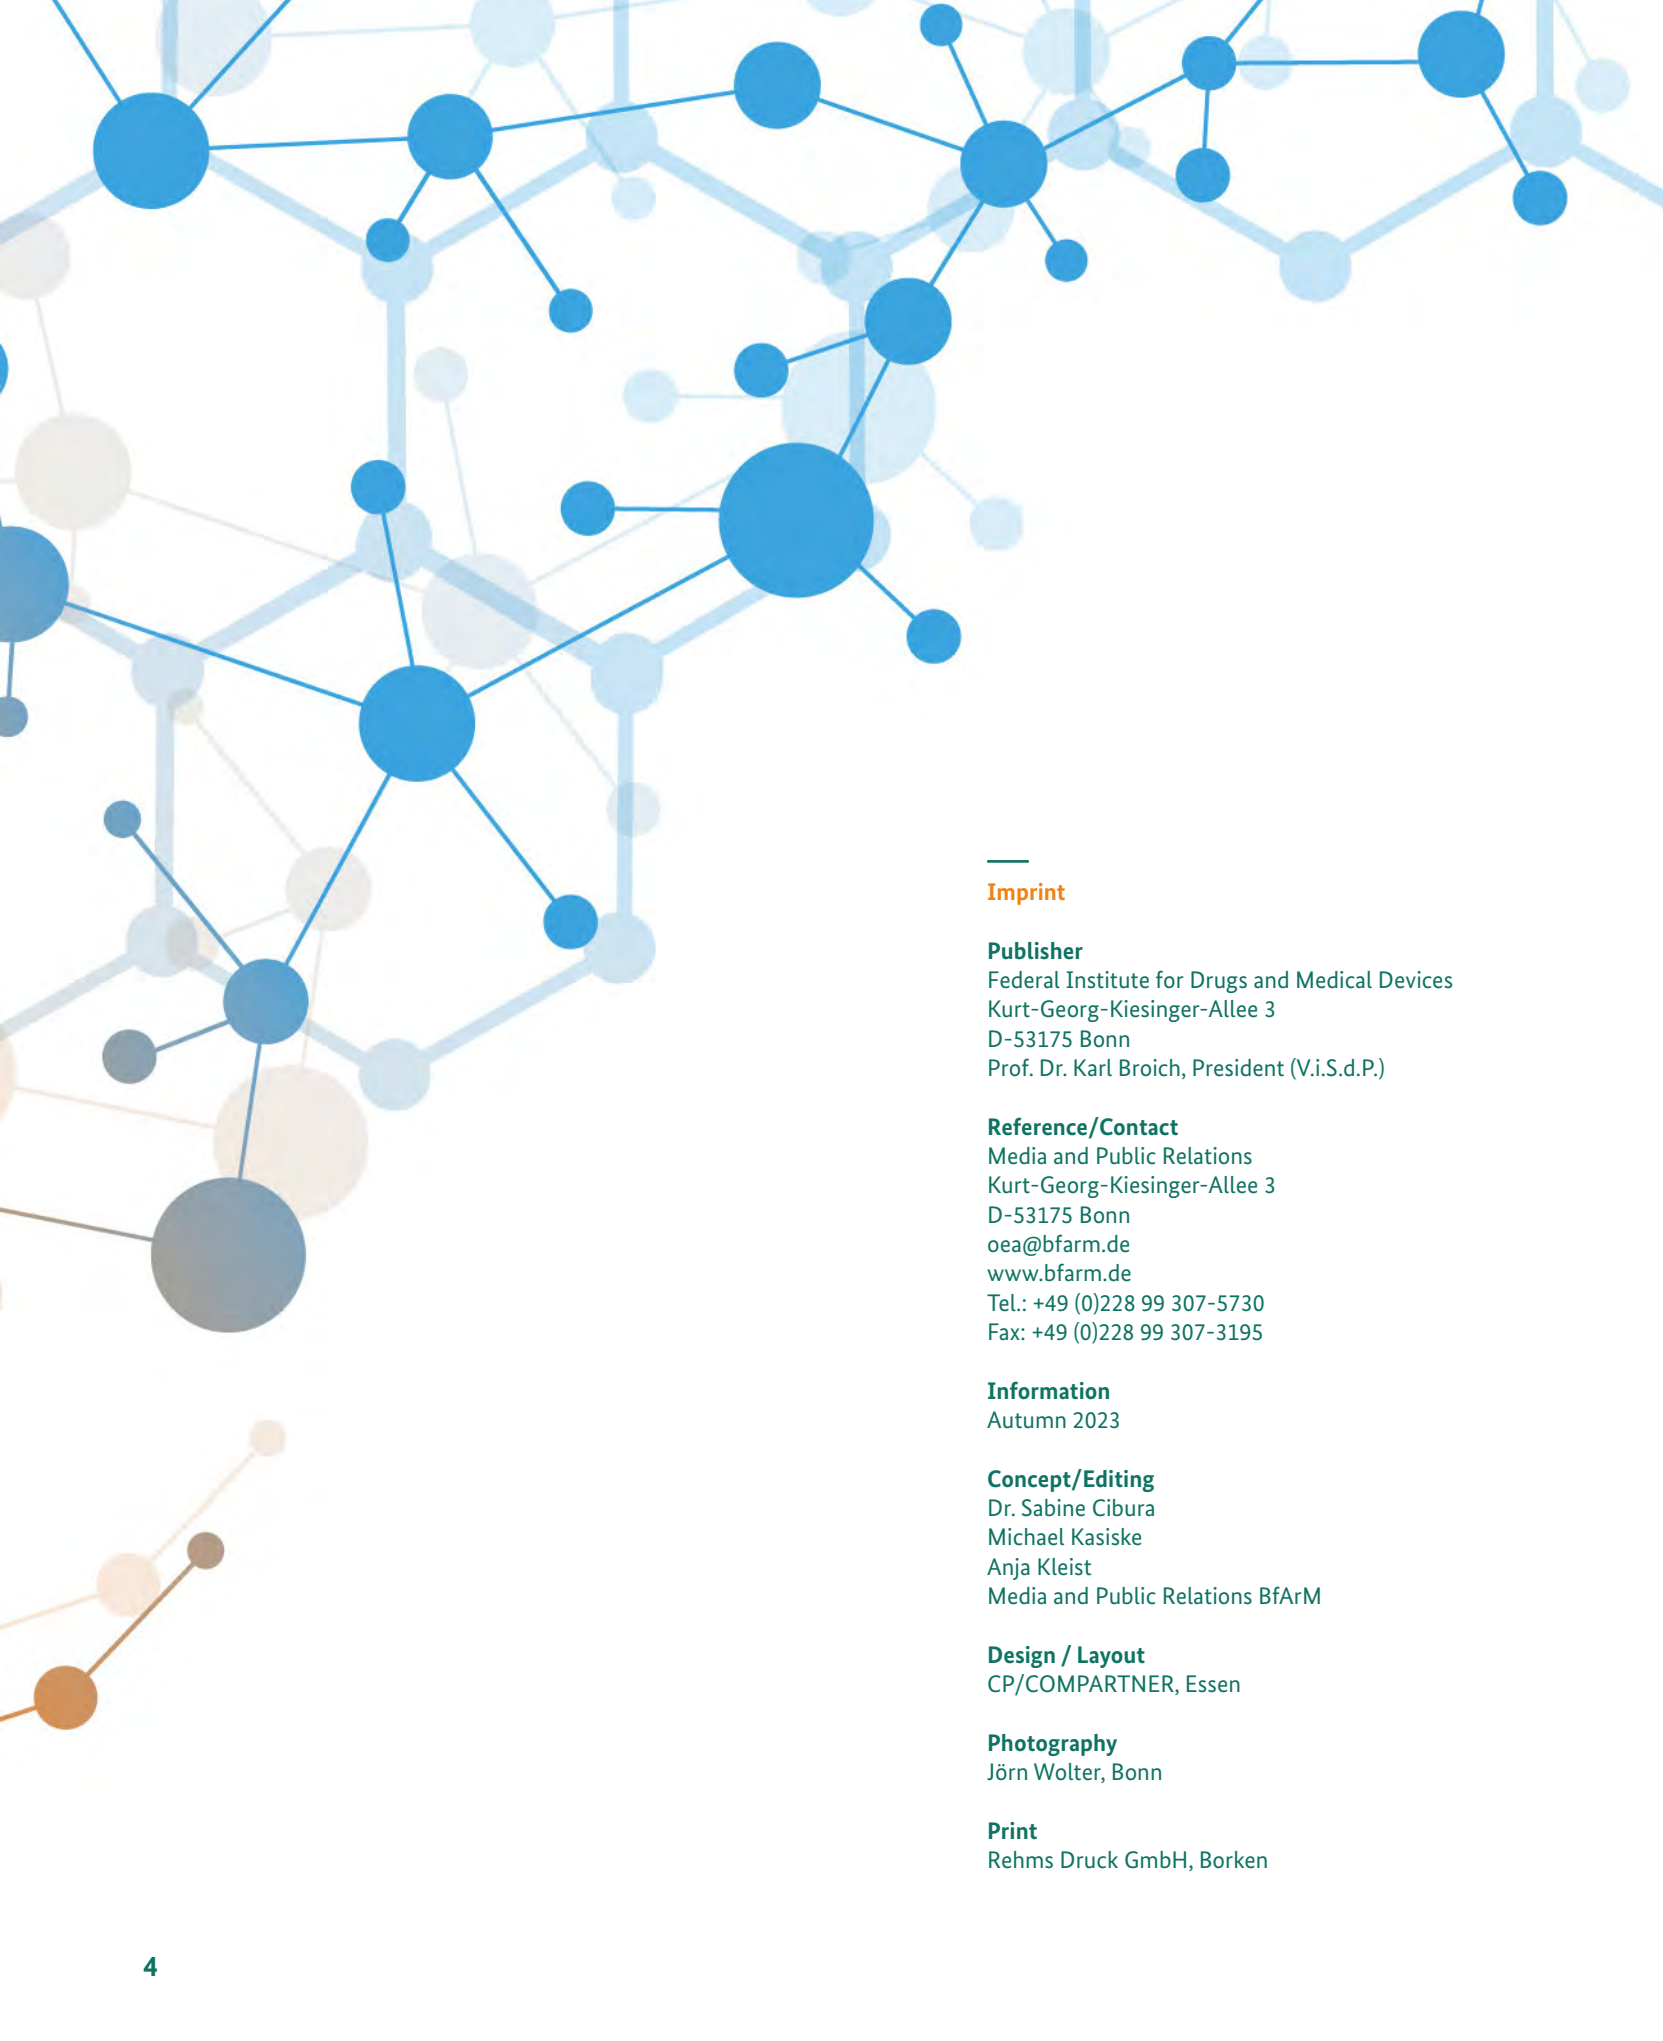 Imprint
Publisher
Federal Institute for Drugs and Medical Devices
Kurt-Georg-Kiesinger-Allee 3
D-53175 Bonn
Prof. Dr. Karl Broich, President (V.i.S.d.P.)
Reference/Contact
Media and Public Relations
Kurt-Georg-Kiesinger-Allee 3
D-53175 Bonn
oea@bfarm.de
www.bfarm.de
Tel.: +49 (0)228 99 307-5730
Fax: +49 (0)228 99 307-3195
Information
Autumn 2023
Concept/Editing
Dr. Sabine Cibura
Michael Kasiske
Anja Kleist
Media and Public Relations BfArM
Design / Layout
CP/COMPARTNER, Essen
Photography
Jörn Wolter, Bonn
Print
Rehms Druck GmbH, Borken
4